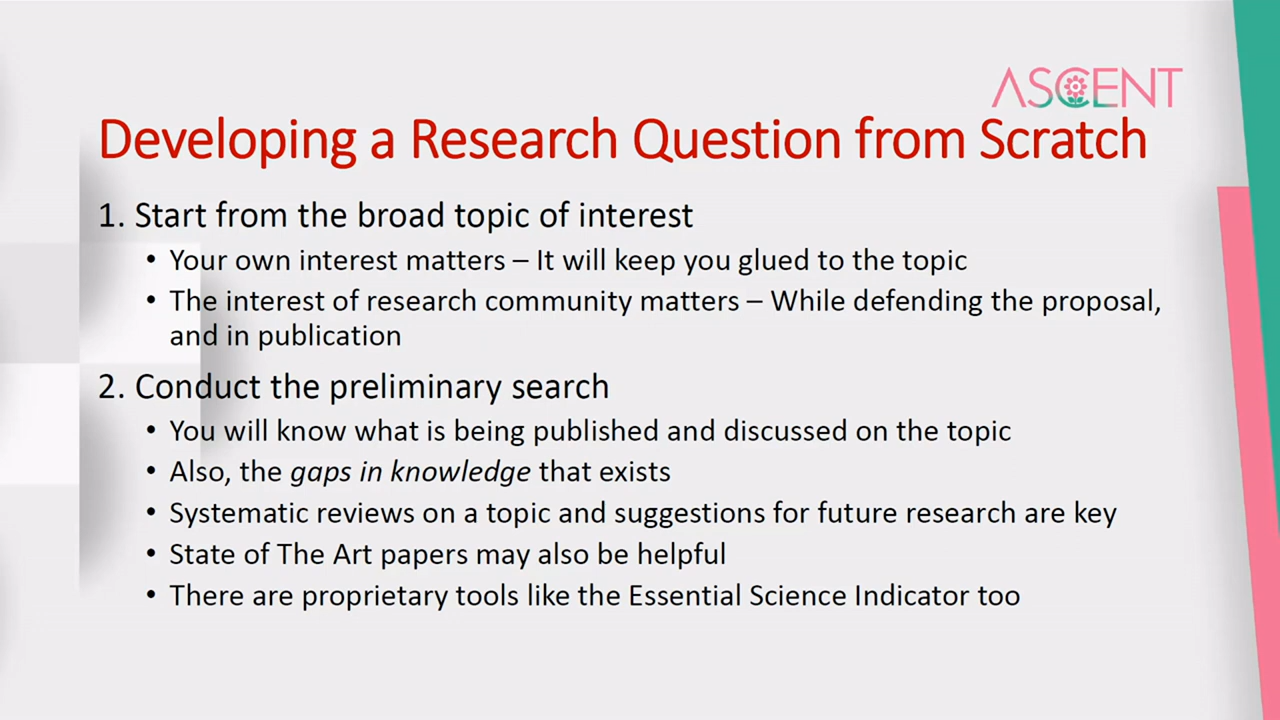 ASCENT
Developing a Research Question from Scratch
1. Start from the broad topic of interest
• Your own interest matters – It will keep you glued to the topic
• The interest of research community matters – While defending the proposal,
and in publication
2. Conduct the preliminary search
• You will know what is being published and discussed on the topic
• Also, the gaps in knowledge that exists
• Systematic reviews on a topic and suggestions for future research are key
• State of The Art papers may also be helpful
• There are proprietary tools like the Essential Science Indicator too